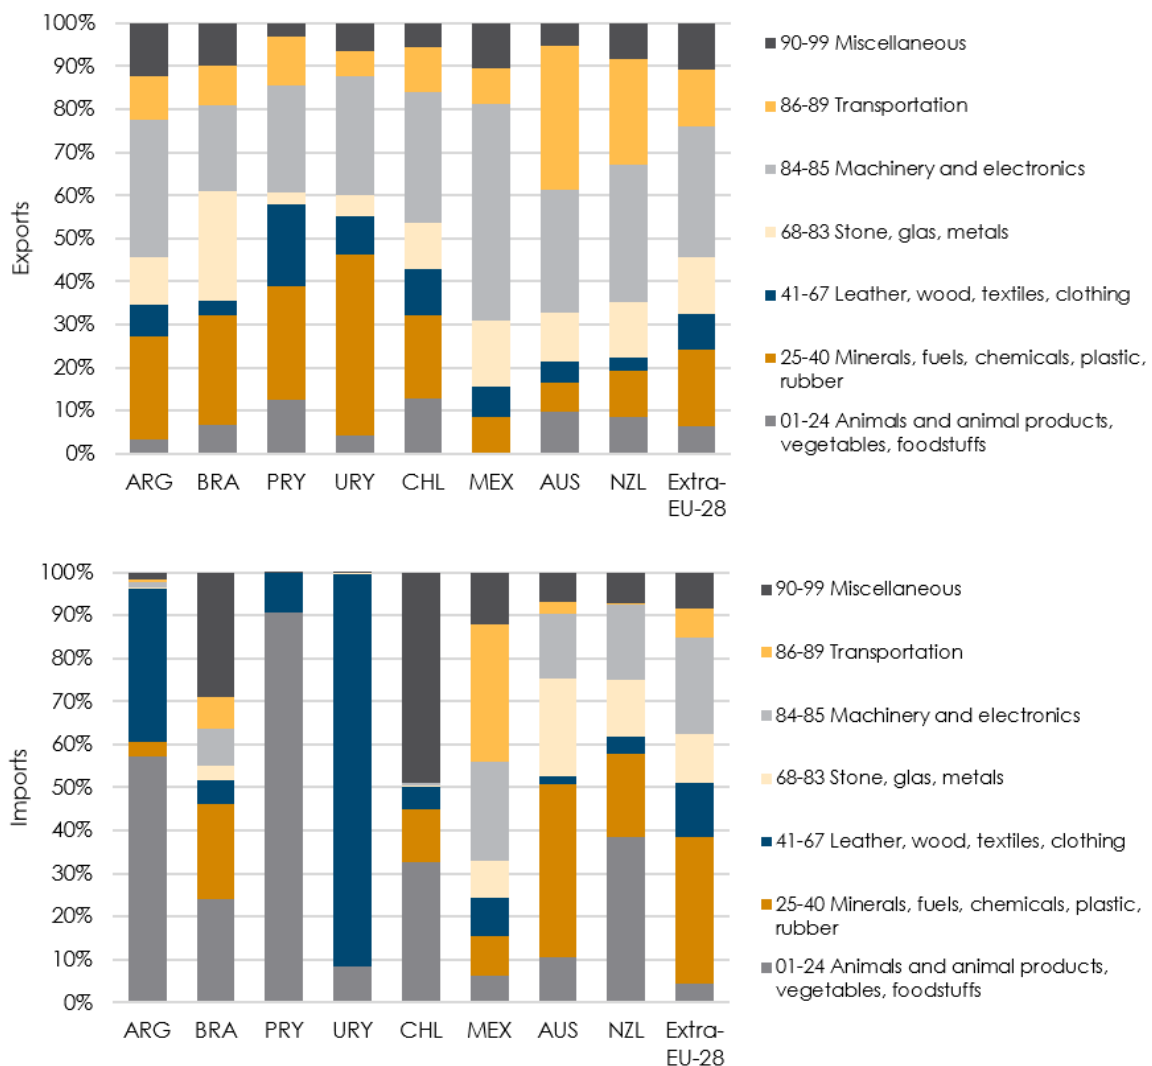 100%
90%
80%
70%
60%
50%
40%
30%
20%
10%
0%
Exports
ARG BRA PRY URY CHL MEX AUS NZL Extra-
EU-28
90-99 Miscellaneous
86-89 Transportation
84-85 Machinery and electronics
68-83 Stone, glas, metals
41-67 Leather, wood, textiles, clothing
25-40 Minerals, fuels, chemicals, plastic,
rubber
01-24 Animals and animal products,
vegetables, foodstuffs
100%
90%
80%
70%
60%
50%
40%
30%
20%
10%
0%
Imports
ARG BRA PRY URY CHL MEX AUS NZL Extra-
EU-28
90-99 Miscellaneous
86-89 Transportation
84-85 Machinery and electronics
68-83 Stone, glas, metals
41-67 Leather, wood, textiles, clothing
25-40 Minerals, fuels, chemicals, plastic,
rubber
01-24 Animals and animal products,
vegetables, foodstuffs